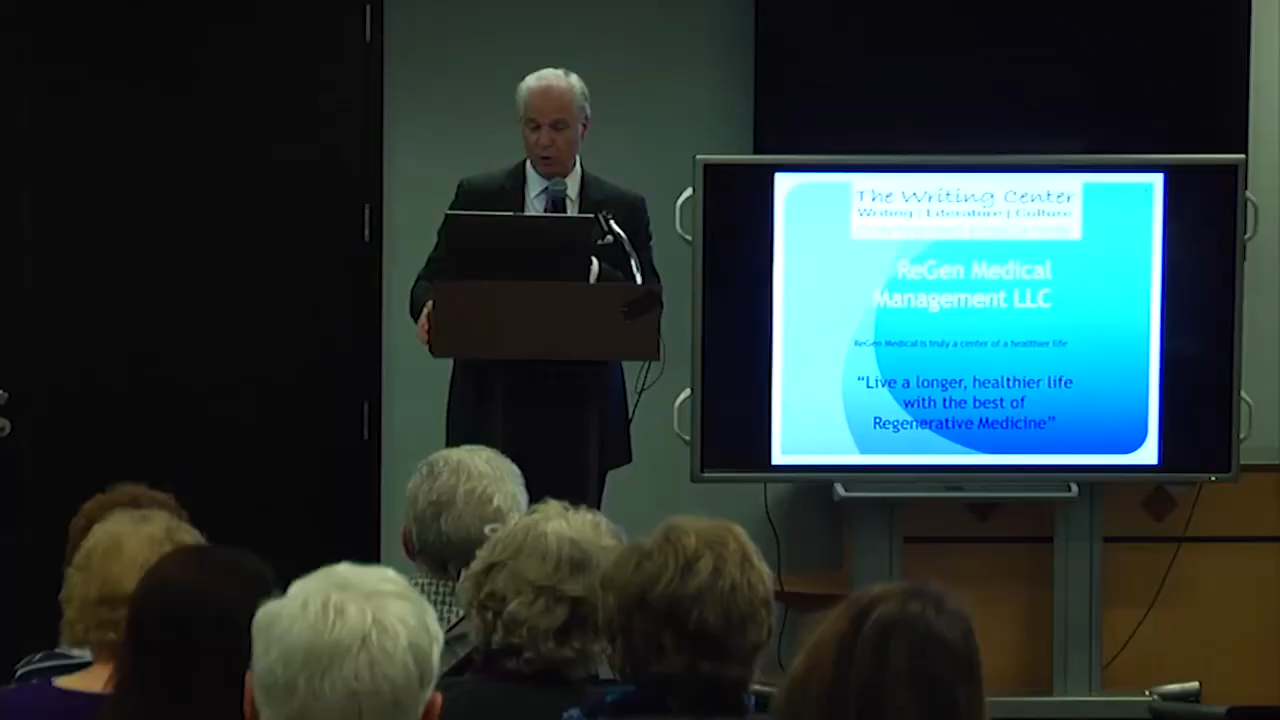 The Writing Center
Writing | Literature | Culture
ReGen Medical
Management LLC
ReGen Medical is truly a center of a healthier life
“Live a longer, healthier life
with the best of
Regenerative Medicine”